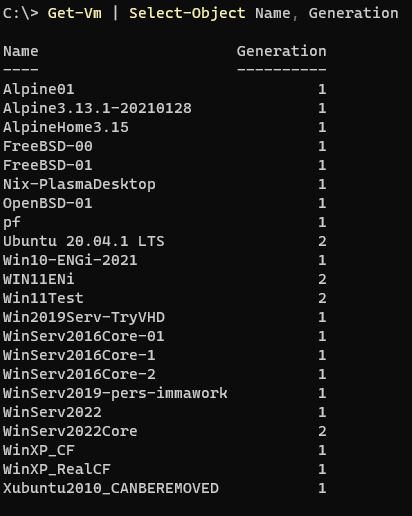 C:\> Get-Vm | Select-Object Name, Generation
Name Generation
---- ----------
Alpine01 1
Alpine3.13.1-20210128 1
AlpineHome3.15 1
FreeBSD-00 1
FreeBSD-01 1
Nix-PlasmaDesktop 1
OpenBSD-01 1
pf 1
Ubuntu 20.04.1 LTS 2
Win10-ENGi-2021 1
WIN11ENi 2
Win11Test 2
Win2019Serv-TryVHD 1
WinServ2016Core-01 1
WinServ2016Core-1 1
WinServ2016Core-2 1
WinServ2019-pers-immawork 1
WinServ2022 1
WinServ2022Core 2
WinXP_CF 1
WinXP_RealCF 1
Xubuntu2010_CANBEREMOVED 1